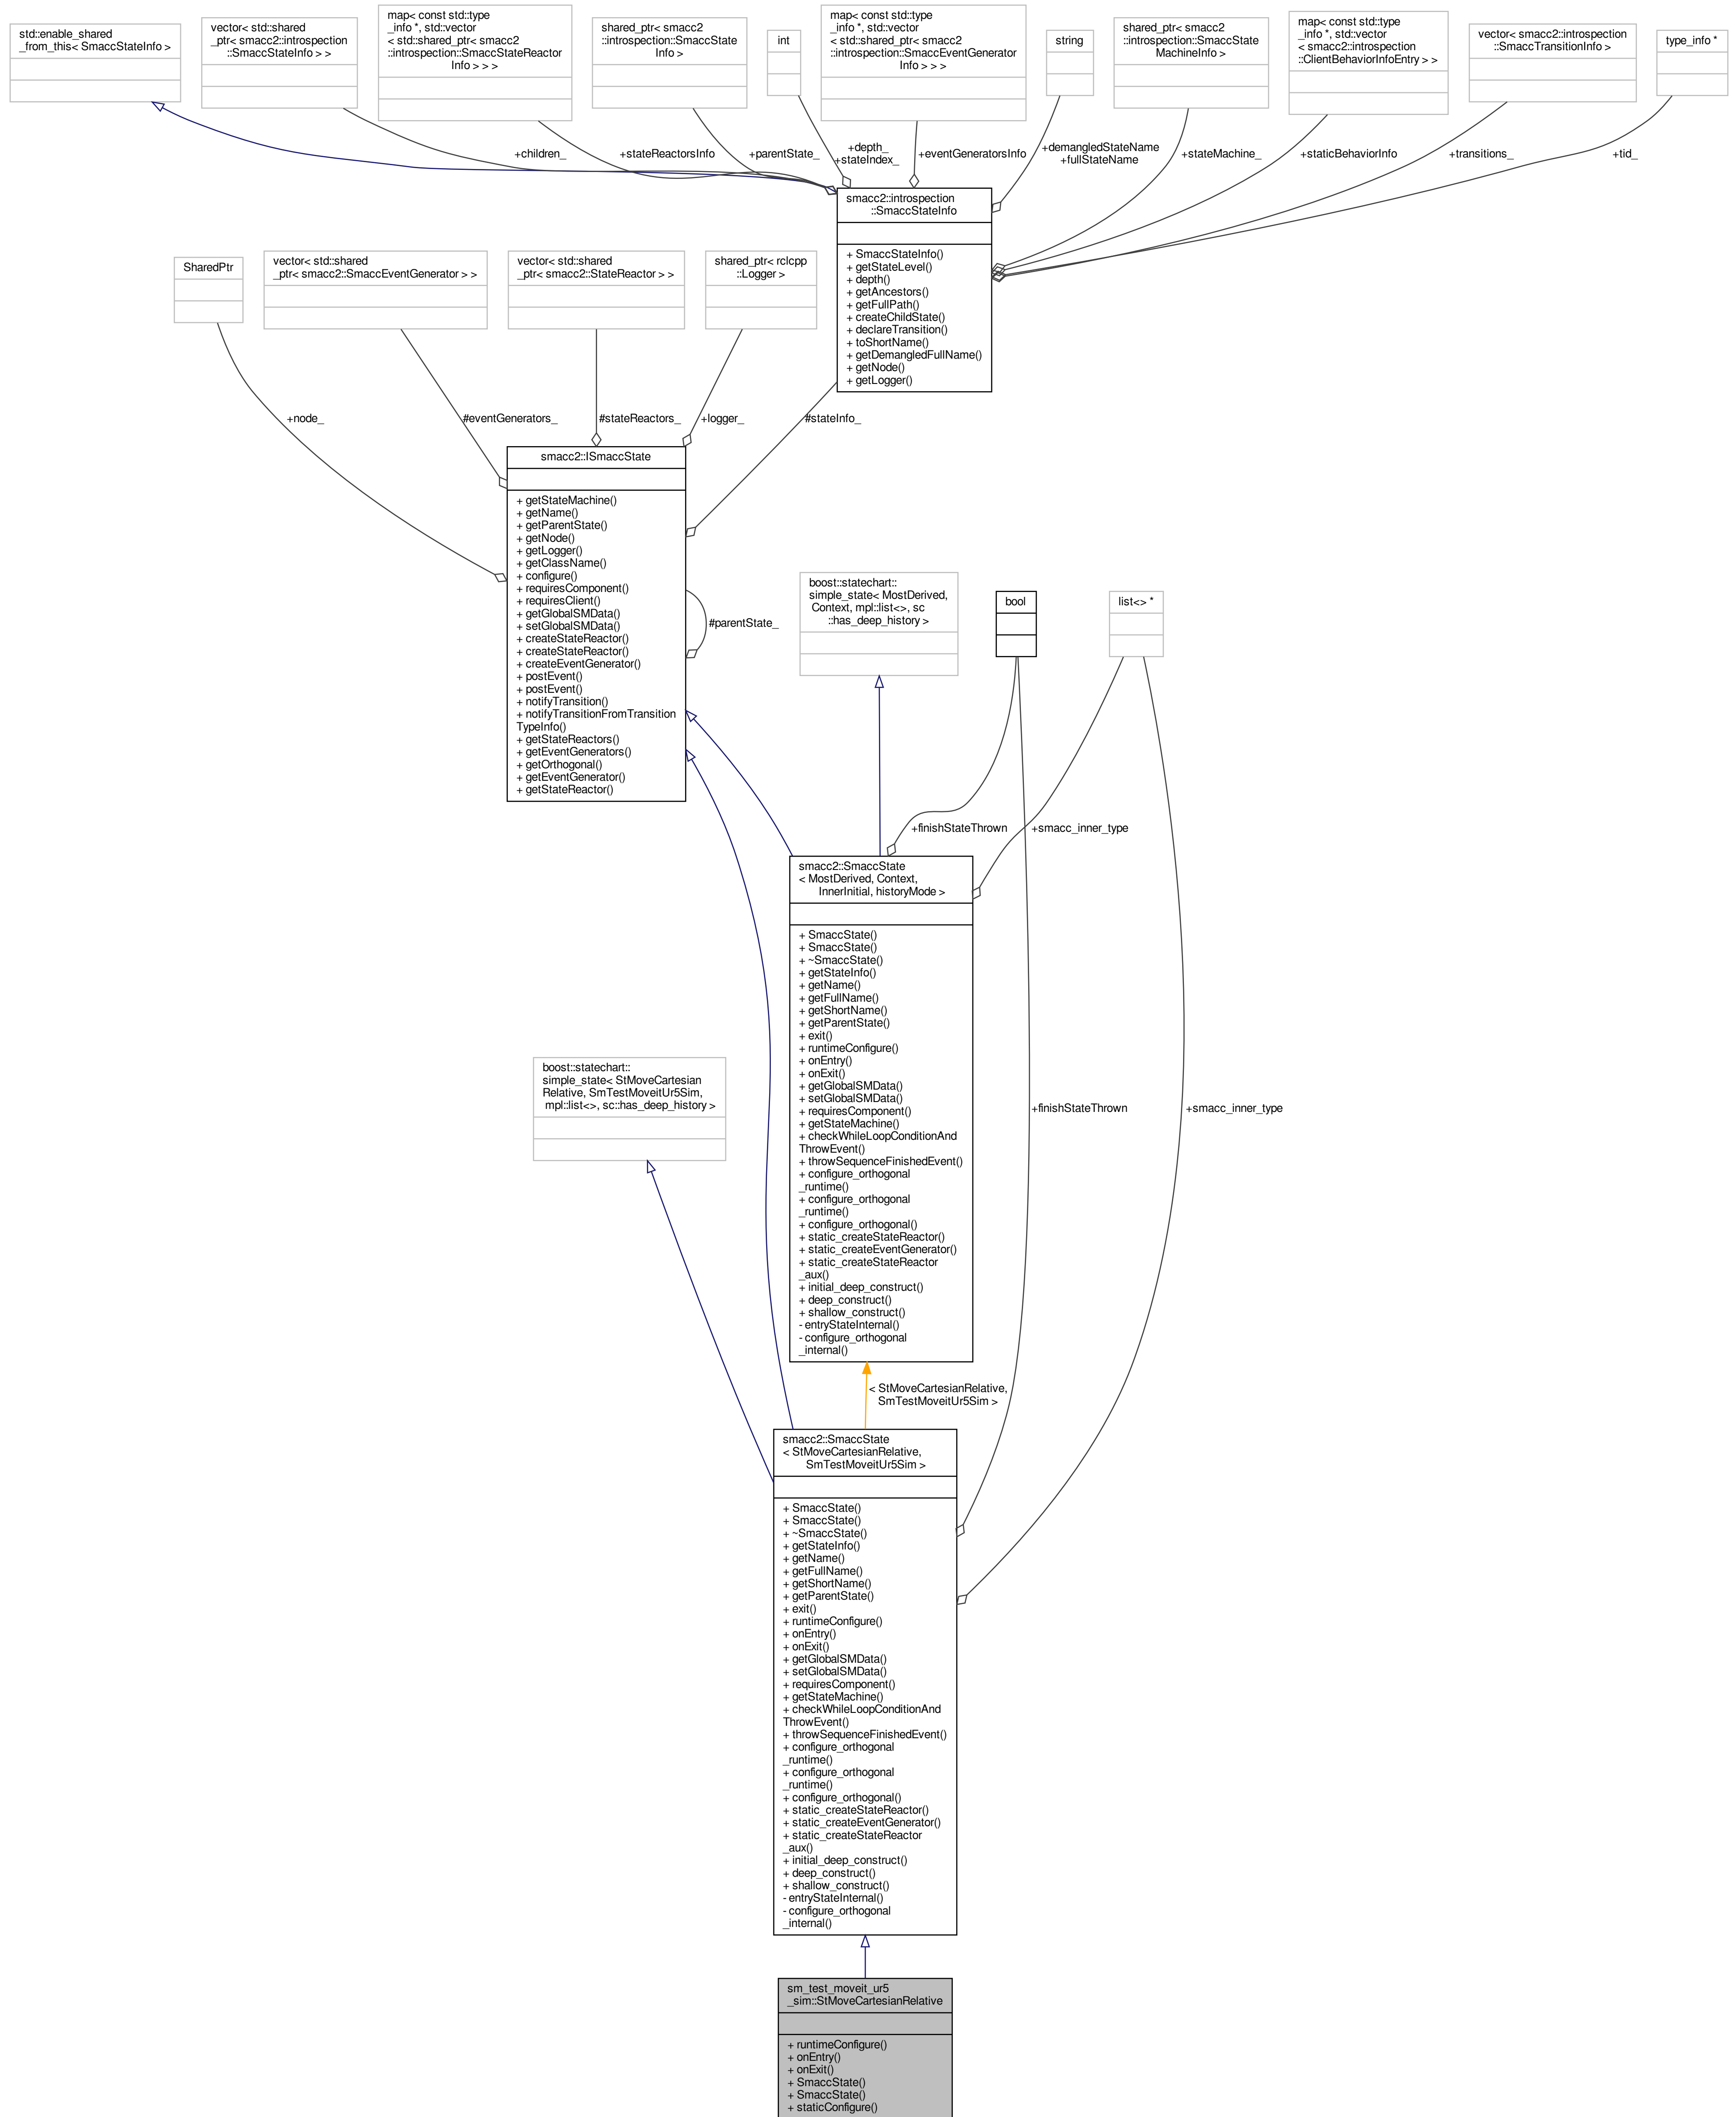 std::enable_shared
_from_this< SmaccStateInfo >
vector< std::shared
_ptr< smacc2::introspection
::SmaccStateInfo > >
map< const std::type
_info *, std::vector
< std::shared_ptr< smacc2
::introspection::SmaccStateReactor
Info > > >
shared_ptr< smacc2
::introspection::SmaccState
Info >
int
map< const std::type
_info *, std::vector
< std::shared_ptr< smacc2
::introspection::SmaccEventGenerator
Info > > >
string
shared_ptr< smacc2
::introspection::SmaccState
MachineInfo >
map< const std::type
_info *, std::vector
< smacc2::introspection
::ClientBehaviorInfoEntry > >
vector< smacc2::introspection
::SmaccTransitionInfo >
type_info *
+children_
+stateReactorsInfo
+parentState_
+depth_
+stateIndex_
+eventGeneratorsInfo
+demangledStateName
+fullStateName
+stateMachine_
+staticBehaviorInfo
+transitions_
+tid_
smacc2::introspection
::SmaccStateInfo
+ SmaccStateInfo()
+ getStateLevel()
+ depth()
+ getAncestors()
+ getFullPath()
+ createChildState()
+ declareTransition()
+ toShortName()
+ getDemangledFullName()
+ getNode()
+ getLogger()
SharedPtr
vector< std::shared
_ptr< smacc2::SmaccEventGenerator > >
vector< std::shared
_ptr< smacc2::StateReactor > >
shared_ptr< rclcpp
::Logger >
+node_
#eventGenerators_
#stateReactors_
+logger_
#stateInfo_
smacc2::ISmaccState
+ getStateMachine()
+ getName()
+ getParentState()
+ getNode()
+ getLogger()
+ getClassName()
+ configure()
+ requiresComponent()
+ requiresClient()
+ getGlobalSMData()
+ setGlobalSMData()
+ createStateReactor()
+ createStateReactor()
+ createEventGenerator()
+ postEvent()
+ postEvent()
+ notifyTransition()
+ notifyTransitionFromTransition
TypeInfo()
+ getStateReactors()
+ getEventGenerators()
+ getOrthogonal()
+ getEventGenerator()
+ getStateReactor()
#parentState_
boost::statechart::
simple_state< MostDerived,
Context, mpl::list<>, sc
::has_deep_history >
bool
list<> *
+finishStateThrown
+smacc_inner_type
smacc2::SmaccState
< MostDerived, Context,
InnerInitial, historyMode >
+ SmaccState()
+ SmaccState()
+ ~SmaccState()
+ getStateInfo()
+ getName()
+ getFullName()
+ getShortName()
+ getParentState()
+ exit()
+ runtimeConfigure()
+ onEntry()
+ onExit()
+ getGlobalSMData()
+ setGlobalSMData()
+ requiresComponent()
+ getStateMachine()
+ checkWhileLoopConditionAnd
ThrowEvent()
+ throwSequenceFinishedEvent()
+ configure_orthogonal
_runtime()
+ configure_orthogonal
_runtime()
+ configure_orthogonal()
+ static_createStateReactor()
+ static_createEventGenerator()
+ static_createStateReactor
_aux()
+ initial_deep_construct()
+ deep_construct()
+ shallow_construct()
- entryStateInternal()
- configure_orthogonal
_internal()
boost::statechart::
simple_state< StMoveCartesian
Relative, SmTestMoveitUr5Sim,
mpl::list<>, sc::has_deep_history >
+finishStateThrown
+smacc_inner_type
< StMoveCartesianRelative,
SmTestMoveitUr5Sim >
smacc2::SmaccState
< StMoveCartesianRelative,
SmTestMoveitUr5Sim >
+ SmaccState()
+ SmaccState()
+ ~SmaccState()
+ getStateInfo()
+ getName()
+ getFullName()
+ getShortName()
+ getParentState()
+ exit()
+ runtimeConfigure()
+ onEntry()
+ onExit()
+ getGlobalSMData()
+ setGlobalSMData()
+ requiresComponent()
+ getStateMachine()
+ checkWhileLoopConditionAnd
ThrowEvent()
+ throwSequenceFinishedEvent()
+ configure_orthogonal
_runtime()
+ configure_orthogonal
_runtime()
+ configure_orthogonal()
+ static_createStateReactor()
+ static_createEventGenerator()
+ static_createStateReactor
_aux()
+ initial_deep_construct()
+ deep_construct()
+ shallow_construct()
- entryStateInternal()
- configure_orthogonal
_internal()
sm_test_moveit_ur5
_sim::StMoveCartesianRelative
+ runtimeConfigure()
+ onEntry()
+ onExit()
+ SmaccState()
+ SmaccState()
+ staticConfigure()